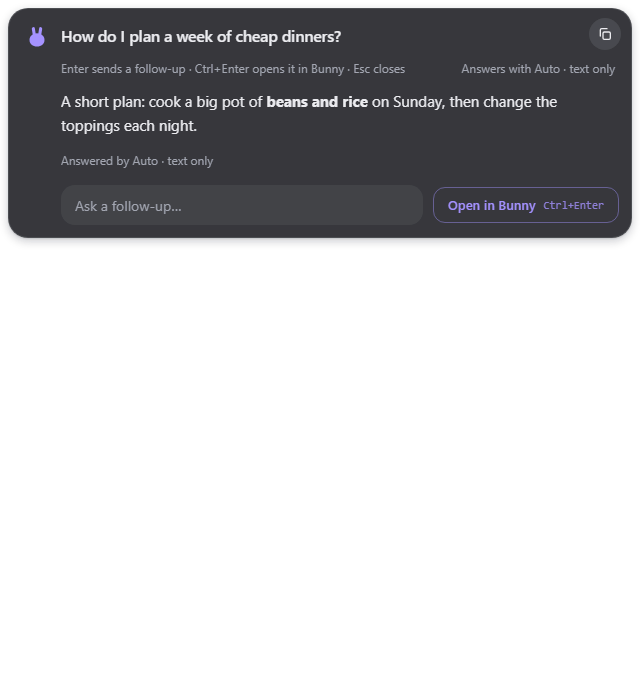 How do I plan a week of cheap dinners?
Enter sends a follow-up · Ctrl+Enter opens it in Bunny · Esc closes
Answers with Auto · text only
A short plan: cook a big pot of beans and rice on Sunday, then change the
toppings each night.
Answered by Auto · text only
Ask a follow-up…
Open in Bunny Ctrl+Enter